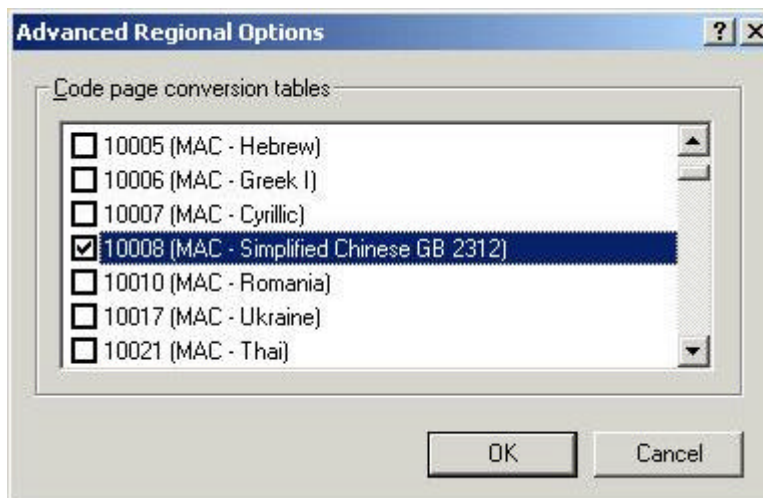 Advanced Regional Options
Code page conversion tables
10005 (MAC - Hebrew)
10006 (MAC - Greek I)
10007 (MAC - Cyrillic)
10008 (MAC - Simplified Chinese GB 2312)
10010 (MAC - Romania)
10017 (MAC - Ukraine)
10021 (MAC - Thai)
OK Cancel